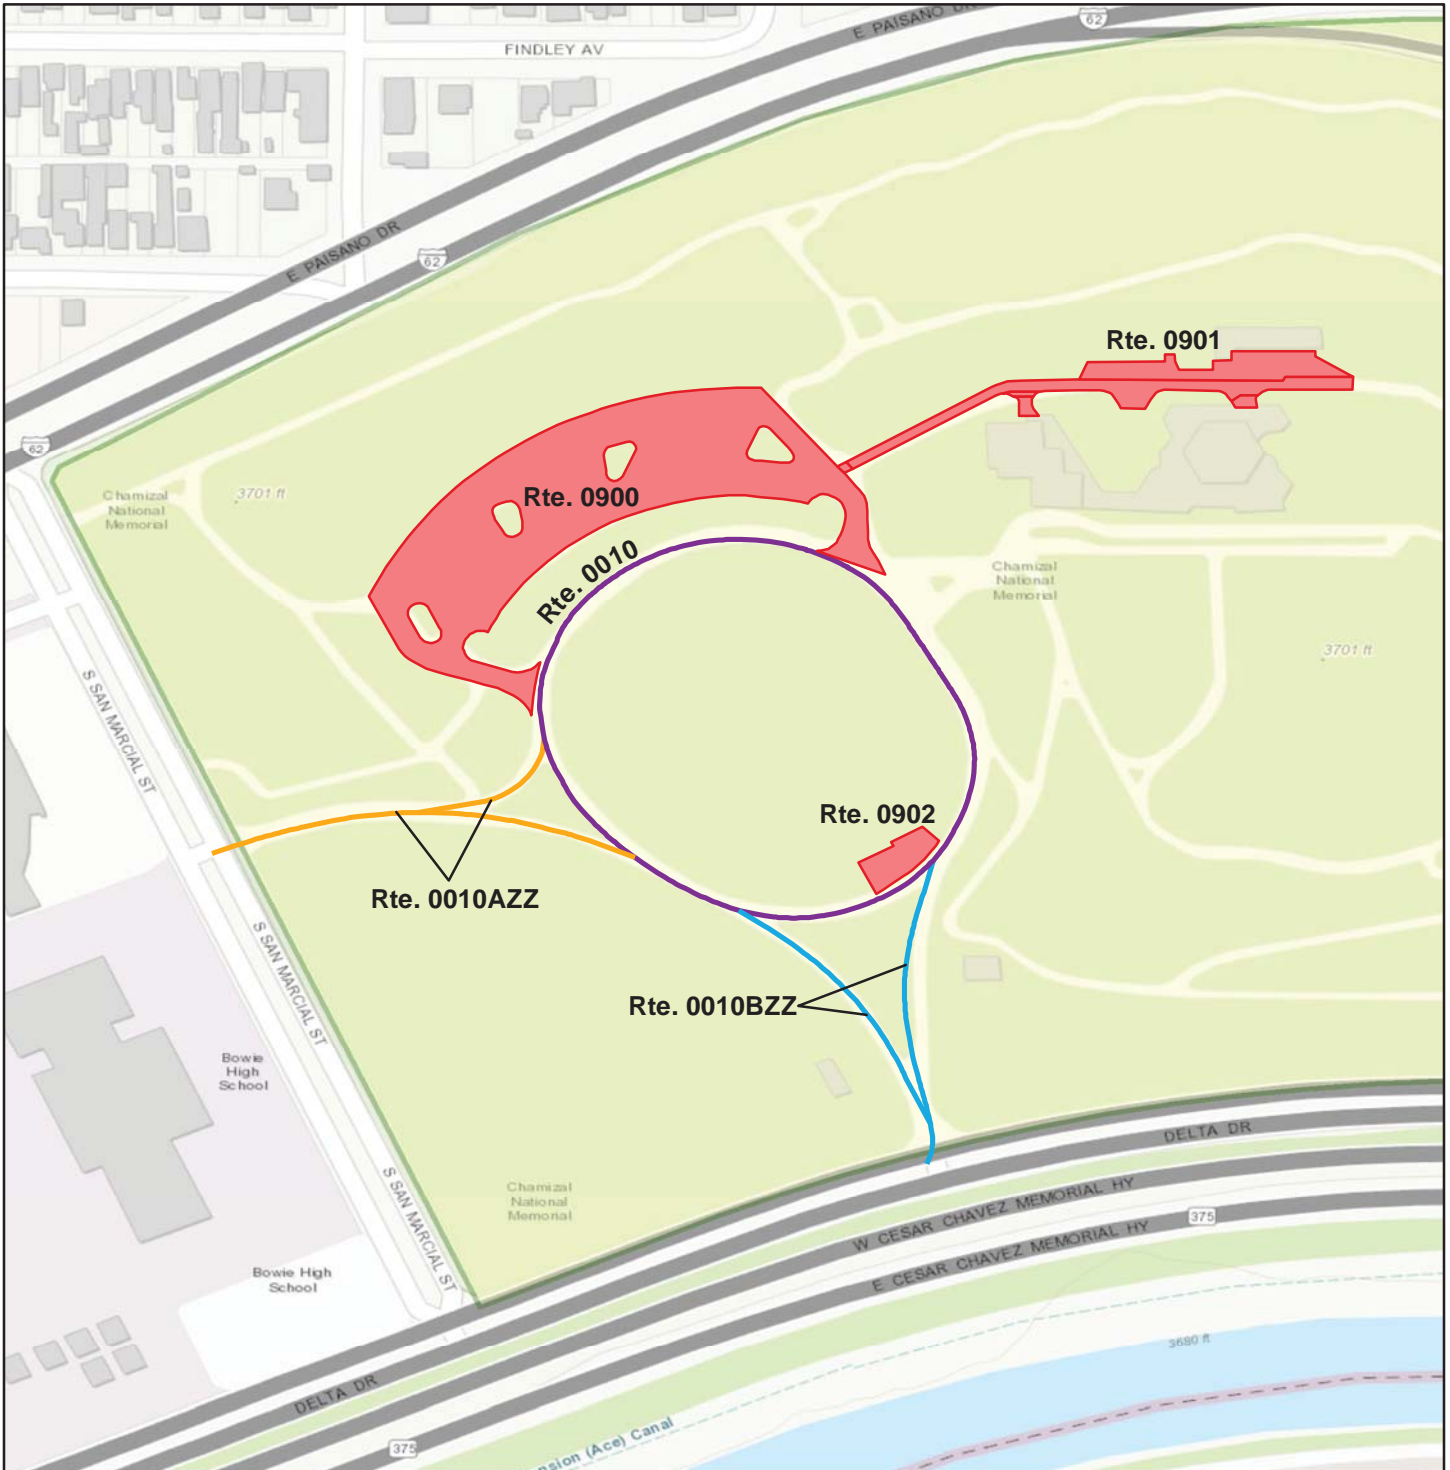 E PAISANO DR
62
FINDLEY AV
E PAISANO DR
62
Rte. 0901
62
Chamizal
National
Memorial
3701 ft
Rte. 0900
Rte. 0010
Chamizal
National
Memorial
3701 ft
S SAN MARCIAL ST
Rte. 0902
Rte. 0010AZZ
S SAN MARCIAL ST
Rte. 0010BZZ
Bowie
High
School
DELTA DR
S SAN MARCIAL ST
Chamizal
National
Memorial
W CESAR CHAVEZ MEMORIAL HY
375
E CESAR CHAVEZ MEMORIAL HY
Bowie High
School
3680 ft
DELTA DR
375
nsion (Ace) Canal